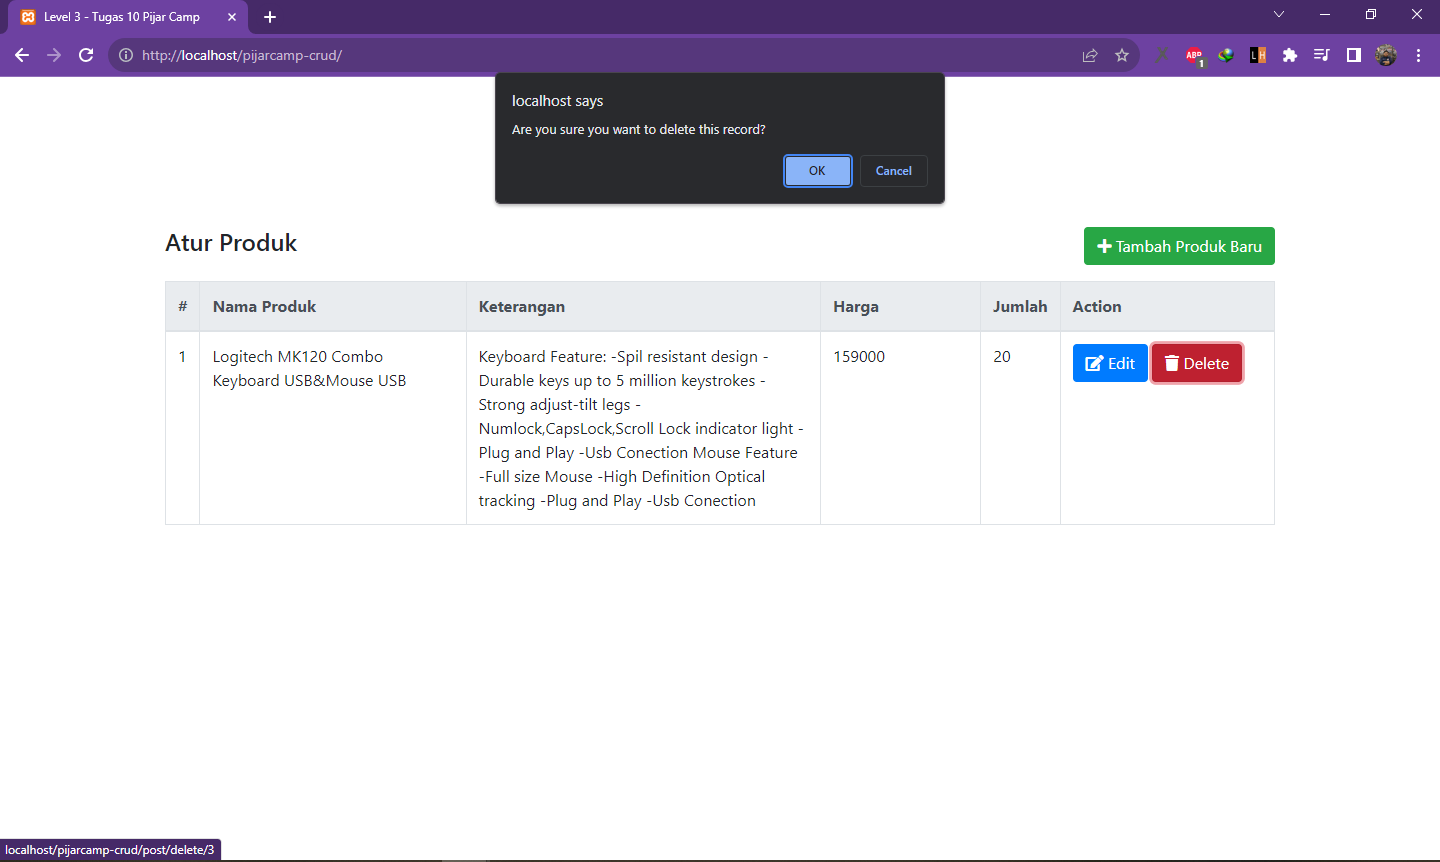 Level 3 - Tugas 10 Pijar Camp
http://localhost/pijarcamp-crud/
ABP
1
L H
localhost says
Are you sure you want to delete this record?
OK
Cancel
Atur Produk
Tambah Produk Baru
# Nama Produk Keterangan Harga Jumlah Action
1
Logitech MK120 Combo
Keyboard USB&Mouse USB
Keyboard Feature: -Spil resistant design -
Durable keys up to 5 million keystrokes -
Strong adjust-tilt legs -
Numlock,CapsLock,Scroll Lock indicator light -
Plug and Play -Usb Conection Mouse Feature
-Full size Mouse -High Definition Optical
tracking -Plug and Play -Usb Conection
159000
20
Edit
Delete
localhost/pijarcamp-crud/post/delete/3